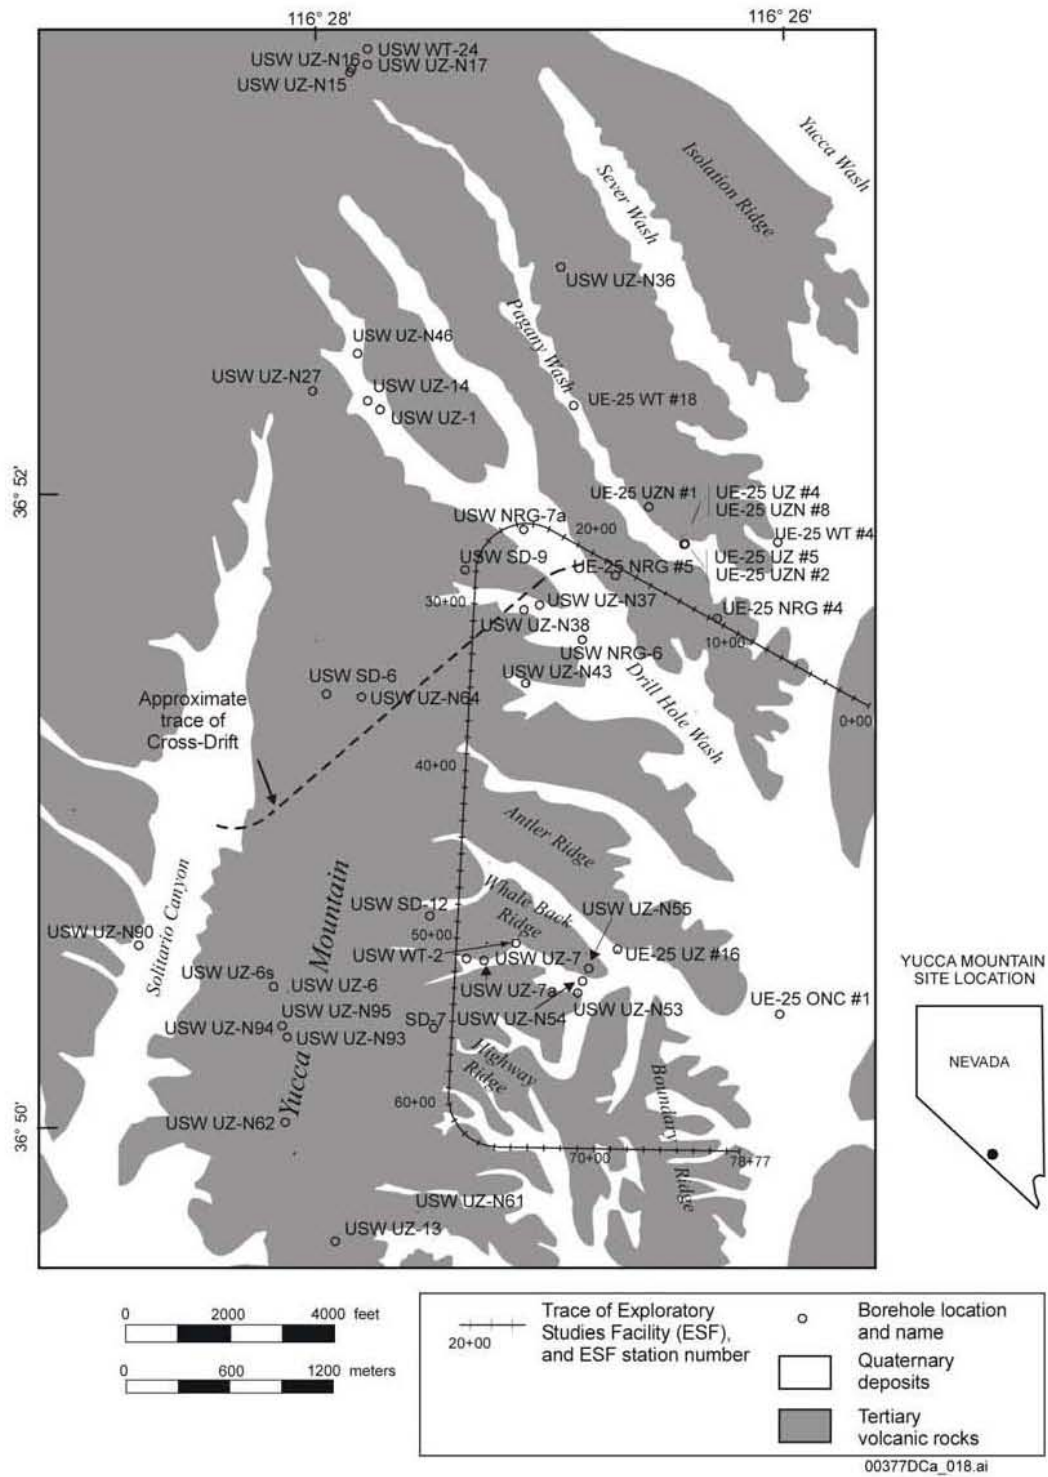 116° 28'
116° 26'
USW WT-24
USW UZ-N16
USW UZ-N17
USW UZ-N15
Yucca Wash
Isolation Ridge
Sever Wash
USW UZ-N36
Pagany Wash
USW UZ-N46
USW UZ-N27
USW UZ-14
USW UZ-1
UE-25 WT #18
36° 52'
UE-25 UZN #1
UE-25 UZ #4
UE-25 UZN #8
USW NRG-7a
20+00
UE-25 WT #4
USW SD-9
UE-25 NRG #5
UE-25 UZ #5
UE-25 UZN #2
30+00
USW UZ-N37
UE-25 NRG #4
USW UZ-N38
10+00
USW NRG-6
USW UZ-N43
Drill Hole Wash
USW SD-6
USW UZ-N64
0+00
Approximate
trace of
Cross-Drift
40+00
Antler Ridge
Solitario Canyon
Yucca Mountain
Whale Back
Ridge
USW SD-12
USW UZ-N55
50+00
USW UZ-N90
USW WT-2
USW UZ-7
UE-25 UZ #16
USW UZ-6s
USW UZ-6
USW UZ-7a
UE-25 ONC #1
USW UZ-N95
USW UZ-N94
SD-7
USW UZ-N54
USW UZ-N53
USW UZ-N93
Highway
Ridge
Boundary
Ridge
60+00
USW UZ-N62
36° 50'
70+00
78+77
USW UZ-N61
USW UZ-13
YUCCA MOUNTAIN
SITE LOCATION
NEVADA
0 2000 4000 feet
0 600 1200 meters
20+00
Trace of Exploratory
Studies Facility (ESF),
and ESF station number
Borehole location
and name
Quaternary
deposits
Tertiary
volcanic rocks
00377DCa_018.ai